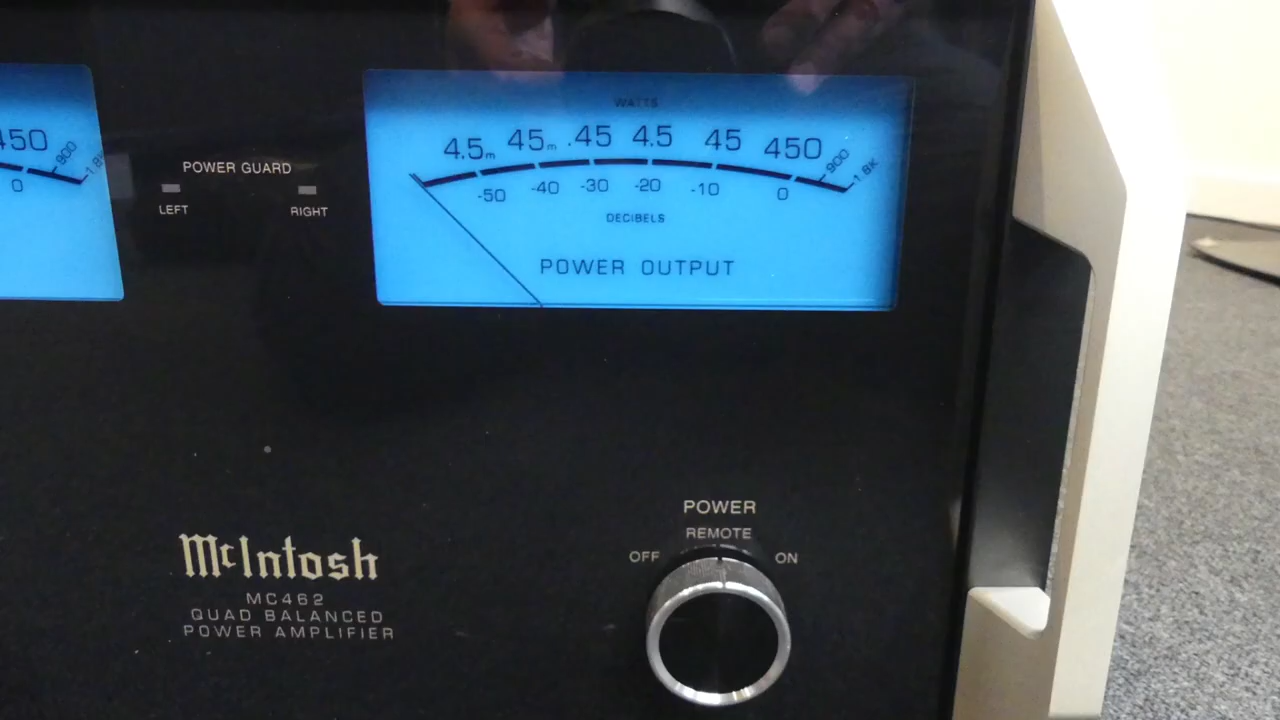 WATTS
4.5m 45m .45 4.5 45 450 900 1.8K
-50 -40 -30 -20 -10 0
DECIBELS
POWER OUTPUT
450 900
0
POWER GUARD
LEFT RIGHT
McIntosh
MC462
QUAD BALANCED
POWER AMPLIFIER
POWER
REMOTE
OFF ON